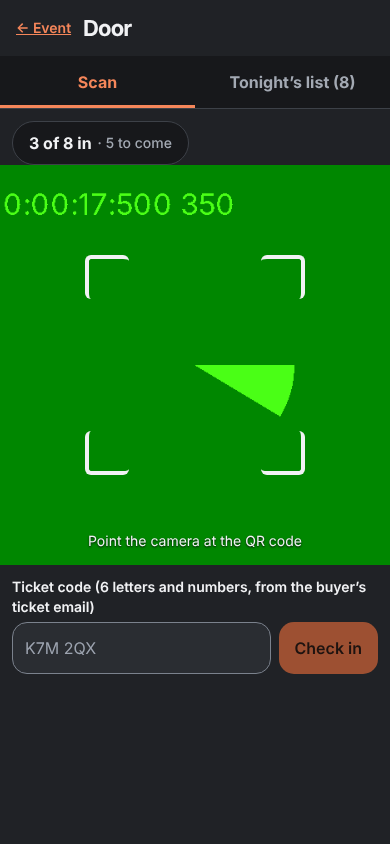 ← Event Door
Scan
Tonight’s list (8)
3 of 8 in · 5 to come
0:00:17:500 350
Point the camera at the QR code
Ticket code (6 letters and numbers, from the buyer’s
ticket email)
K7M 2QX
Check in